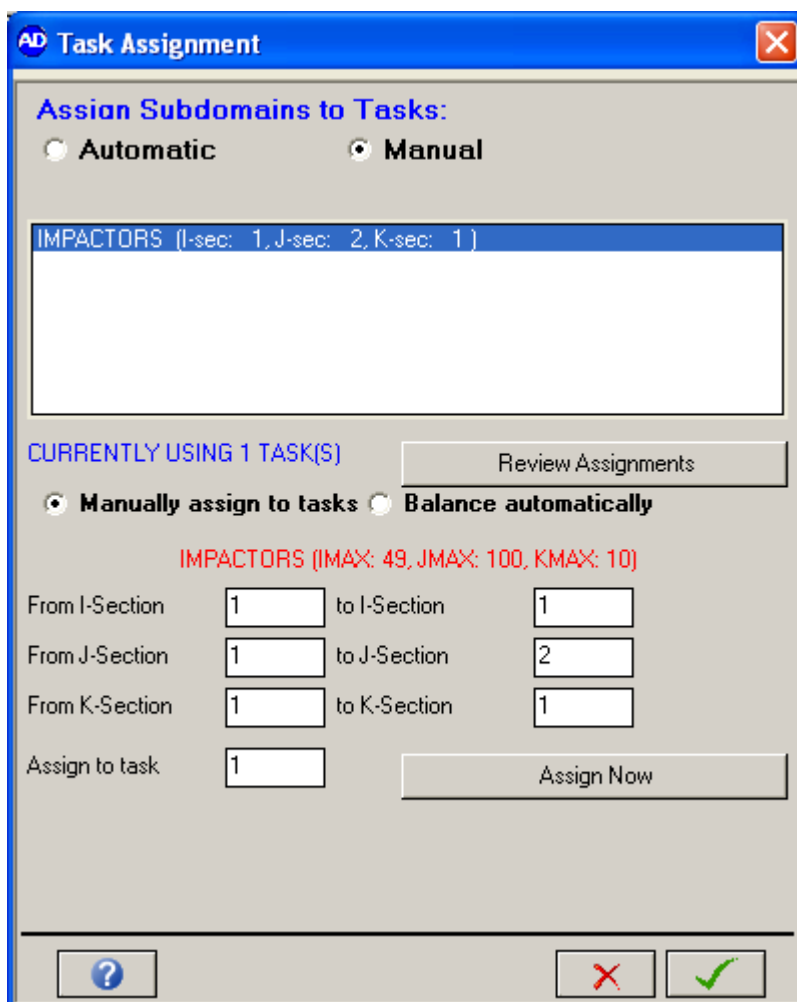 AD Task Assignment
Assign Subdomains to Tasks:
Automatic Manual
IMPACTORS (I-sec: 1, J-sec: 2, K-sec: 1 )
CURRENTLY USING 1 TASK(S) Review Assignments
Manually assign to tasks Balance automatically
IMPACTORS (IMAX: 49, JMAX: 100, KMAX: 10)
From I-Section 1 to I-Section 1
From J-Section 1 to J-Section 2
From K-Section 1 to K-Section 1
Assign to task 1 Assign Now
?